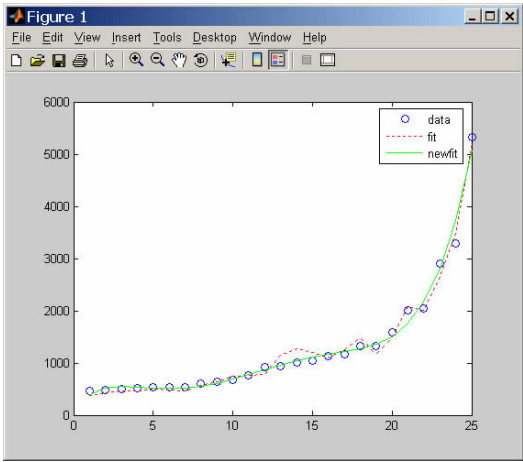 Figure 1
File Edit View Insert Tools Desktop Window Help
6000
5000
4000
3000
2000
1000
0
data
fit
newfit
0 5 10 15 20 25